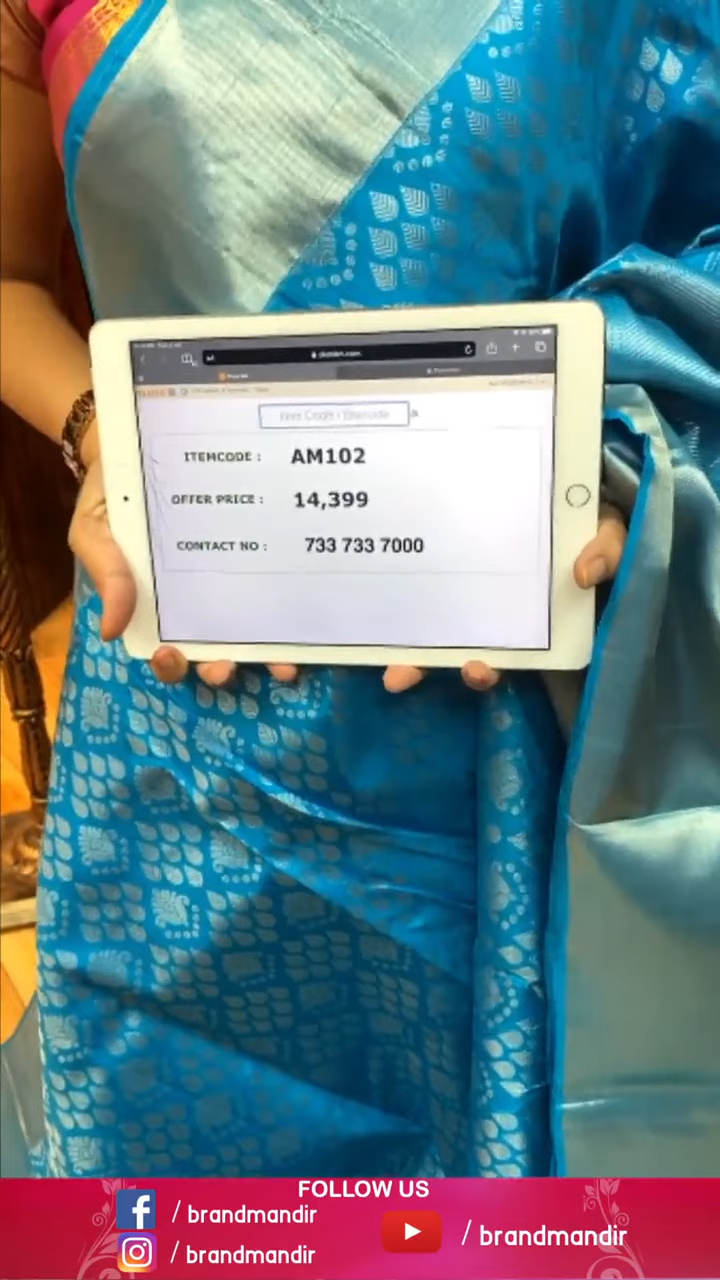 ITEMCODE : AM102
OFFER PRICE : 14,399
CONTACT NO : 733 733 7000
FOLLOW US
/ brandmandir
/ brandmandir
/ brandmandir